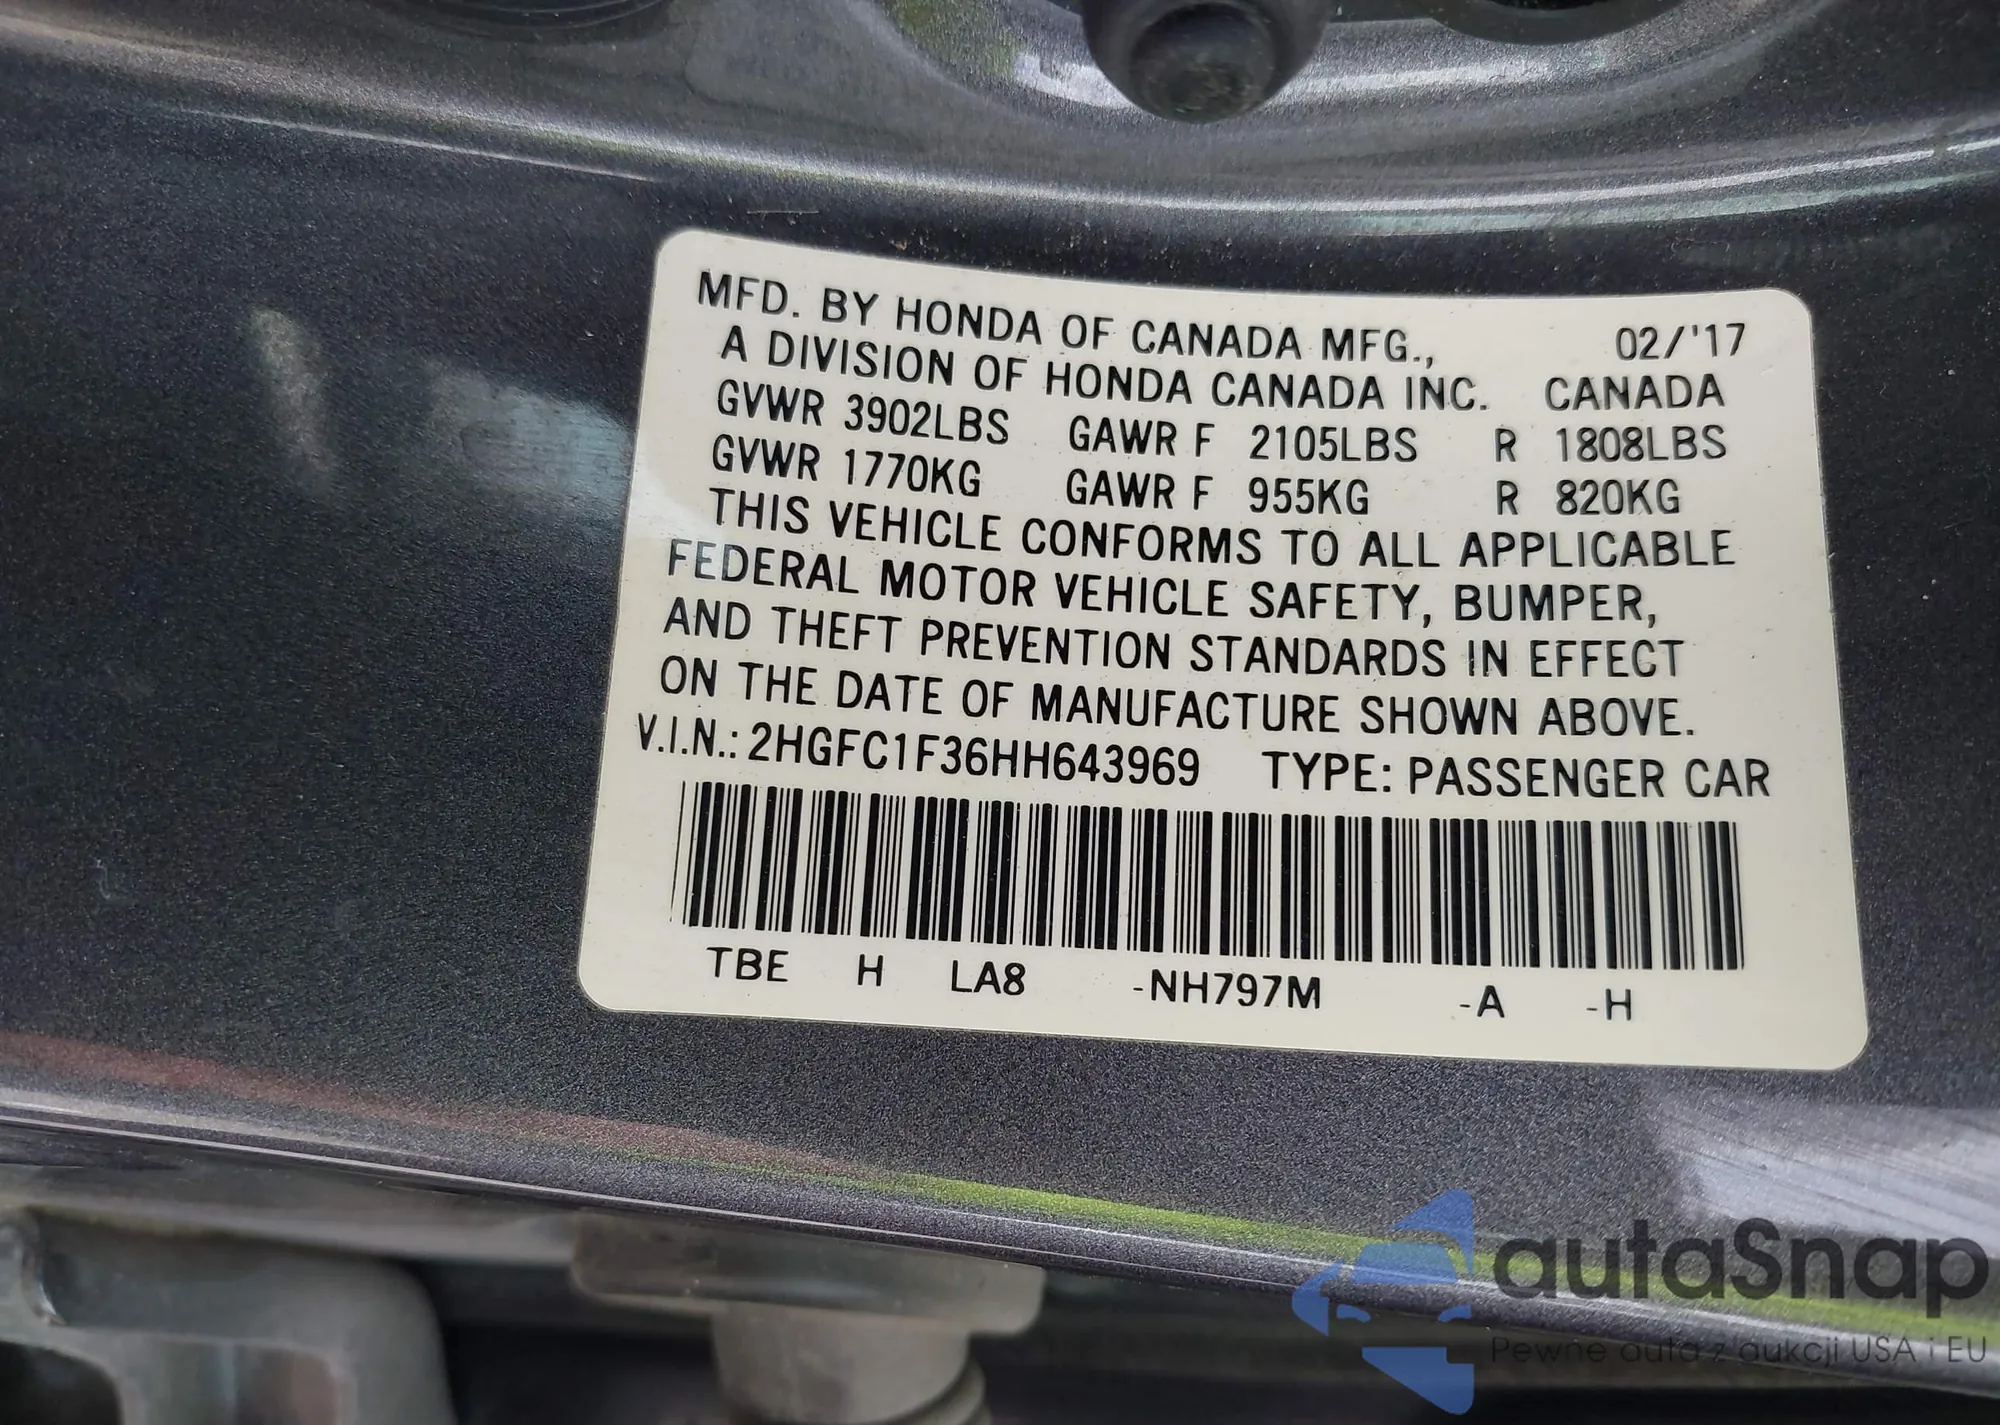 MFD. BY HONDA OF CANADA MFG., 02/'17
A DIVISION OF HONDA CANADA INC. CANADA
GVWR 3902LBS GAWR F 2105LBS R 1808LBS
GVWR 1770KG GAWR F 955KG R 820KG
THIS VEHICLE CONFORMS TO ALL APPLICABLE
FEDERAL MOTOR VEHICLE SAFETY, BUMPER,
AND THEFT PREVENTION STANDARDS IN EFFECT
ON THE DATE OF MANUFACTURE SHOWN ABOVE.
V.I.N.: 2HGFC1F36HH643969 TYPE: PASSENGER CAR
TBE H LA8 -NH797M -A -H
autaSnap
Pewne auta z aukcji USA i EU